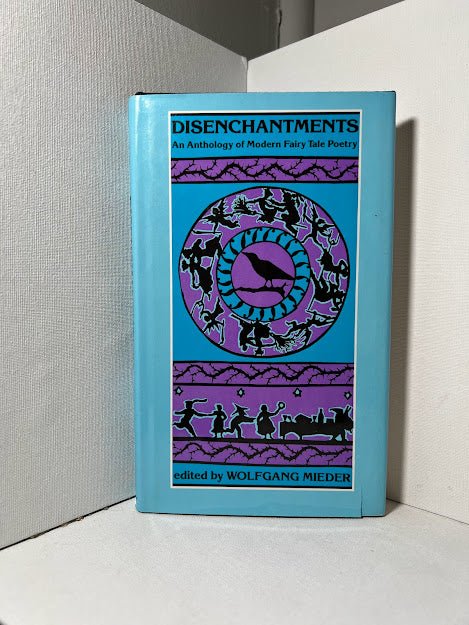 DISENCHANTMENTS
An Anthology of Modern Fairy Tale Poetry
edited by WOLFGANG MIEDER